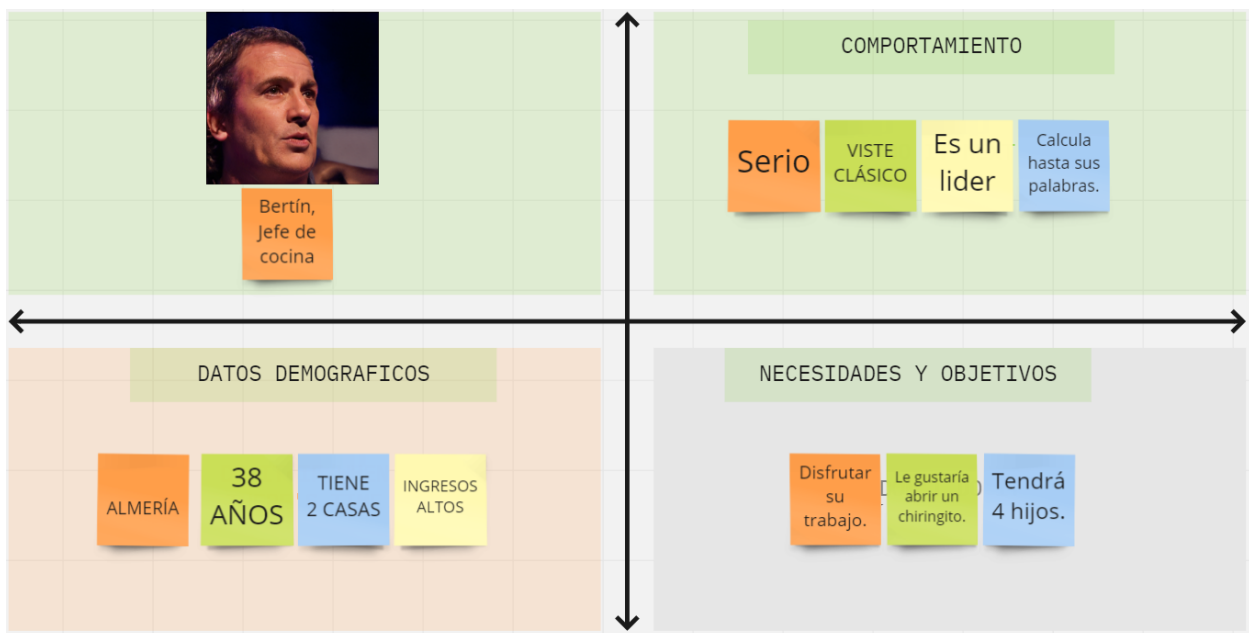 COMPORTAMIENTO
Serio
VISTE
CLÁSICO
Es un
lider
Calcula
hasta sus
palabras.
Bertín,
Jefe de
cocina
DATOS DEMOGRAFICOS
ALMERÍA
38
AÑOS
TIENE
2 CASAS
INGRESOS
ALTOS
NECESIDADES Y OBJETIVOS
Disfrutar
su
trabajo.
Le gustaría
abrir un
chiringito.
Tendrá
4 hijos.